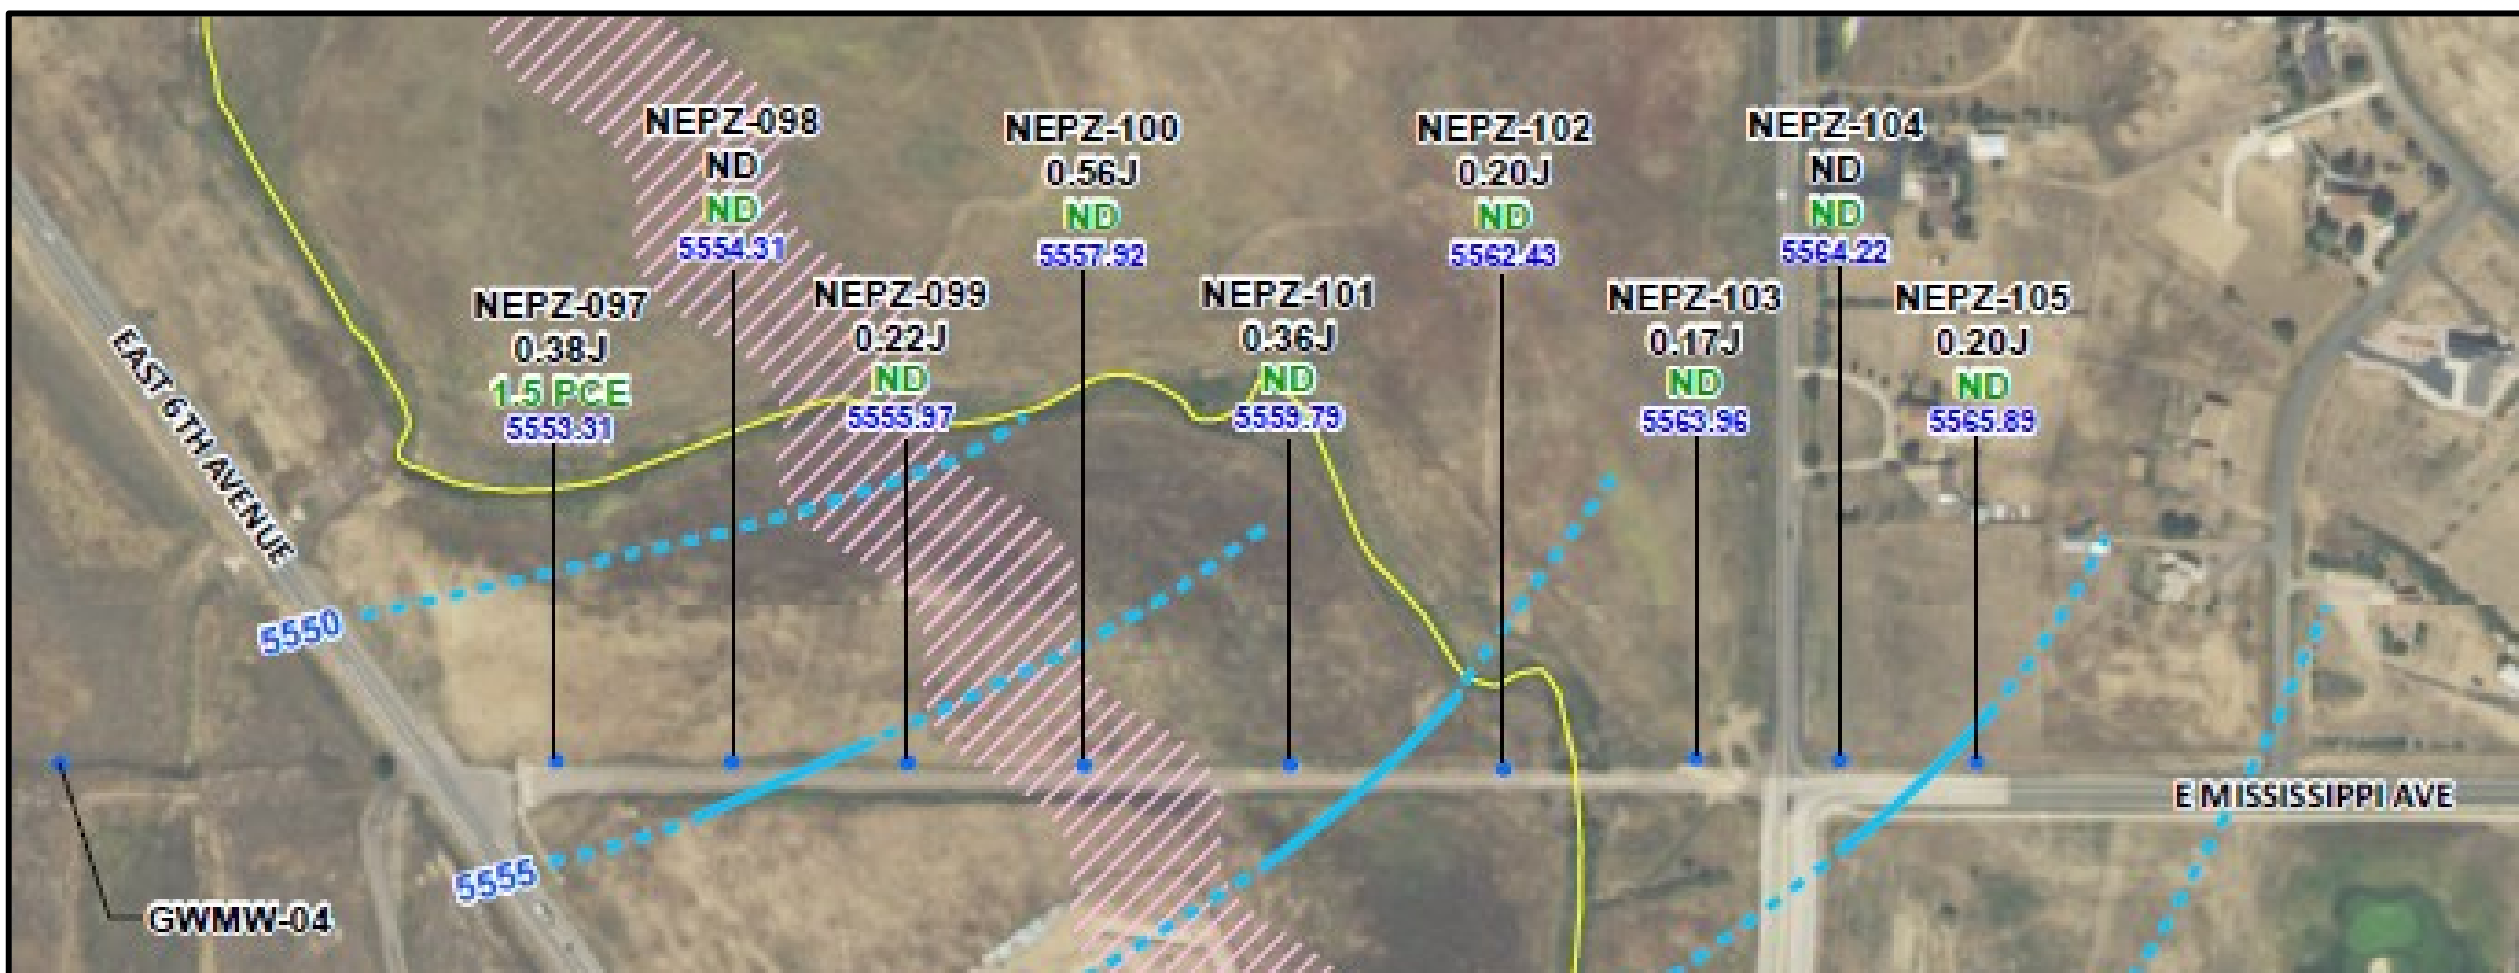 NEPZ-098
ND
ND
5554.31
NEPZ-100
0.56J
ND
5557.92
NEPZ-102
0.20J
ND
5562.43
NEPZ-104
ND
ND
5564.22
NEPZ-097
0.38J
1.5 PCE
5553.31
NEPZ-099
0.22J
ND
5555.97
NEPZ-101
0.36J
ND
5559.79
NEPZ-103
0.17J
ND
5563.96
NEPZ-105
0.20J
ND
5565.89
EAST 6TH AVENUE
5550
E MISSISSIPPI AVE
5555
GWMW-04